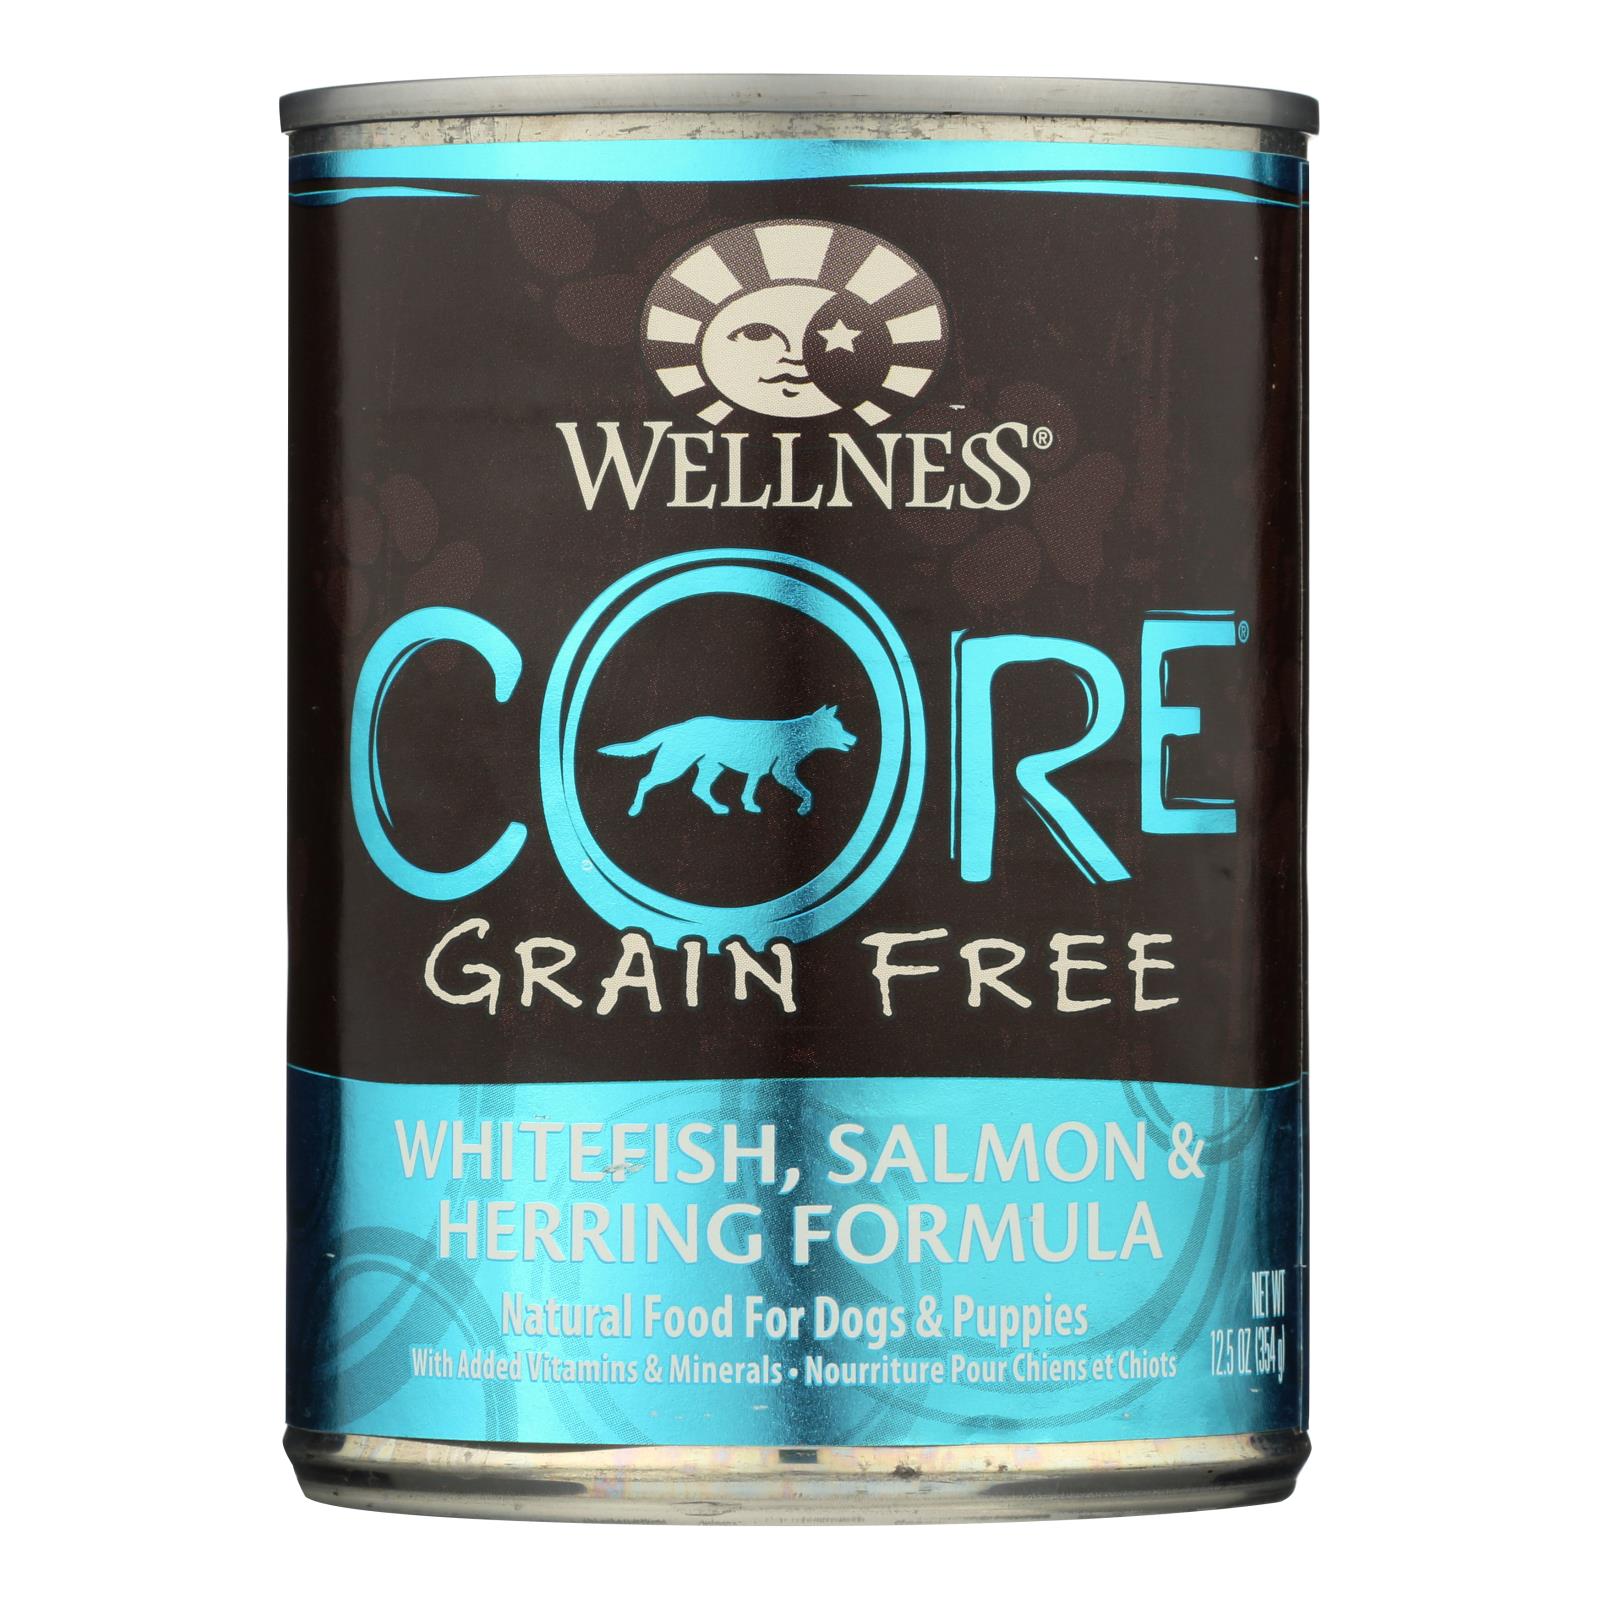 WELLNESS®
CORE®
GRAIN FREE
WHITEFISH, SALMON &
HERRING FORMULA
Natural Food For Dogs & Puppies
With Added Vitamins & Minerals • Nourriture Pour Chiens et Chiots
NET WT
12.5 OZ (354 g)